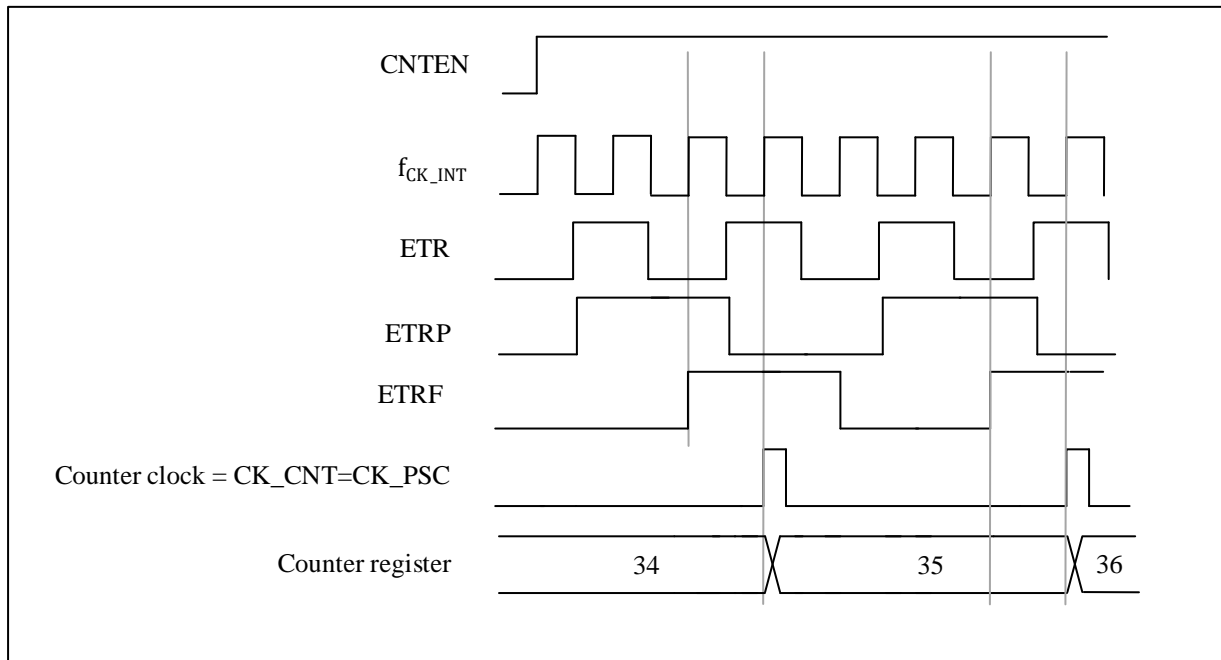 CNTEN
fCK_INT
ETR
ETRP
ETRF
Counter clock = CK_CNT=CK_PSC
Counter register 34 35 36